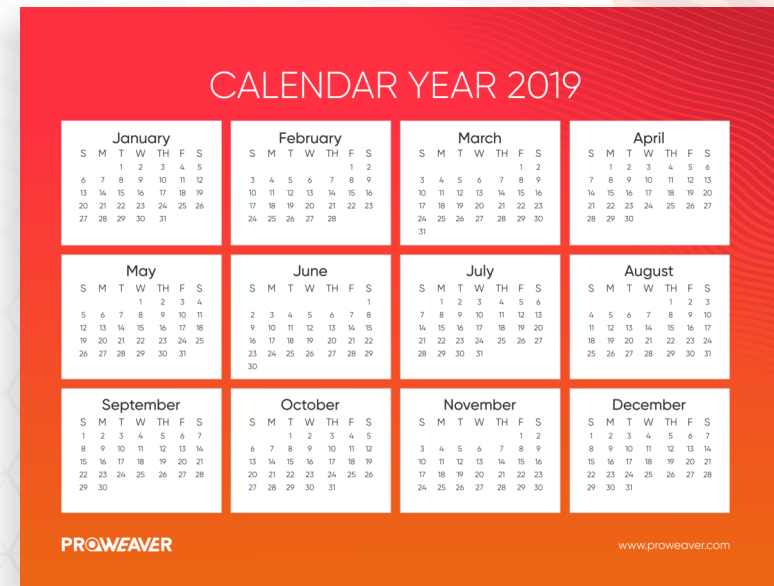 CALENDAR YEAR 2019
January
S M T W TH F S
1 2 3 4 5
6 7 8 9 10 11 12
13 14 15 16 17 18 19
20 21 22 23 24 25 26
27 28 29 30 31
February
S M T W TH F S
1 2
3 4 5 6 7 8 9
10 11 12 13 14 15 16
17 18 19 20 21 22 23
24 25 26 27 28
March
S M T W TH F S
1 2
3 4 5 6 7 8 9
10 11 12 13 14 15 16
17 18 19 20 21 22 23
24 25 26 27 28 29 30
31
April
S M T W TH F S
1 2 3 4 5 6
7 8 9 10 11 12 13
14 15 16 17 18 19 20
21 22 23 24 25 26 27
28 29 30
May
S M T W TH F S
1 2 3 4
5 6 7 8 9 10 11
12 13 14 15 16 17 18
19 20 21 22 23 24 25
26 27 28 29 30 31
June
S M T W TH F S
1
2 3 4 5 6 7 8
9 10 11 12 13 14 15
16 17 18 19 20 21 22
23 24 25 26 27 28 29
30
July
S M T W TH F S
1 2 3 4 5 6
7 8 9 10 11 12 13
14 15 16 17 18 19 20
21 22 23 24 25 26 27
28 29 30 31
August
S M T W TH F S
1 2 3
4 5 6 7 8 9 10
11 12 13 14 15 16 17
18 19 20 21 22 23 24
25 26 27 28 29 30 31
September
S M T W TH F S
1 2 3 4 5 6 7
8 9 10 11 12 13 14
15 16 17 18 19 20 21
22 23 24 25 26 27 28
29 30
October
S M T W TH F S
1 2 3 4 5
6 7 8 9 10 11 12
13 14 15 16 17 18 19
20 21 22 23 24 25 26
27 28 29 30 31
November
S M T W TH F S
1 2
3 4 5 6 7 8 9
10 11 12 13 14 15 16
17 18 19 20 21 22 23
24 25 26 27 28 29 30
December
S M T W TH F S
1 2 3 4 5 6 7
8 9 10 11 12 13 14
15 16 17 18 19 20 21
22 23 24 25 26 27 28
29 30 31
PROWEAVER
www.proweaver.com